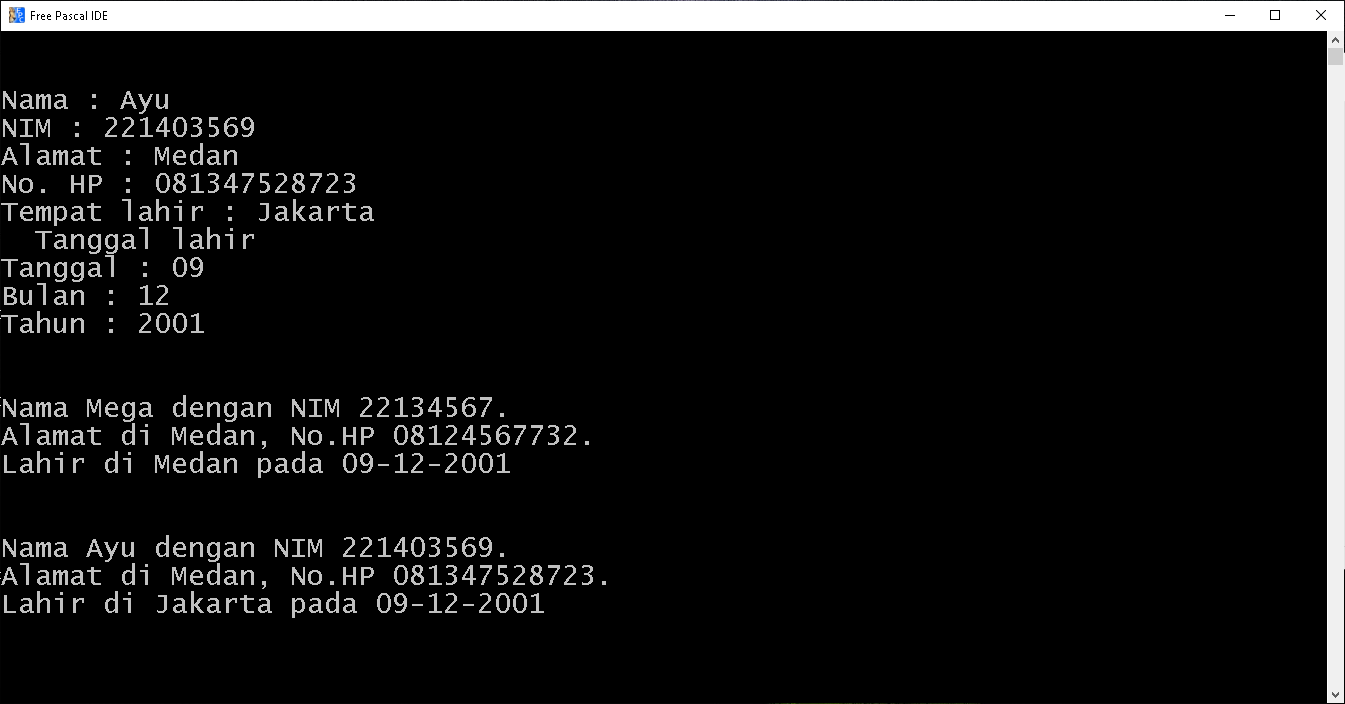 Free Pascal IDE
Nama : Ayu
NIM : 221403569
Alamat : Medan
No. HP : 081347528723
Tempat lahir : Jakarta
Tanggal lahir
Tanggal : 09
Bulan : 12
Tahun : 2001
Nama Mega dengan NIM 22134567.
Alamat di Medan, No.HP 08124567732.
Lahir di Medan pada 09-12-2001
Nama Ayu dengan NIM 221403569.
Alamat di Medan, No.HP 081347528723.
Lahir di Jakarta pada 09-12-2001